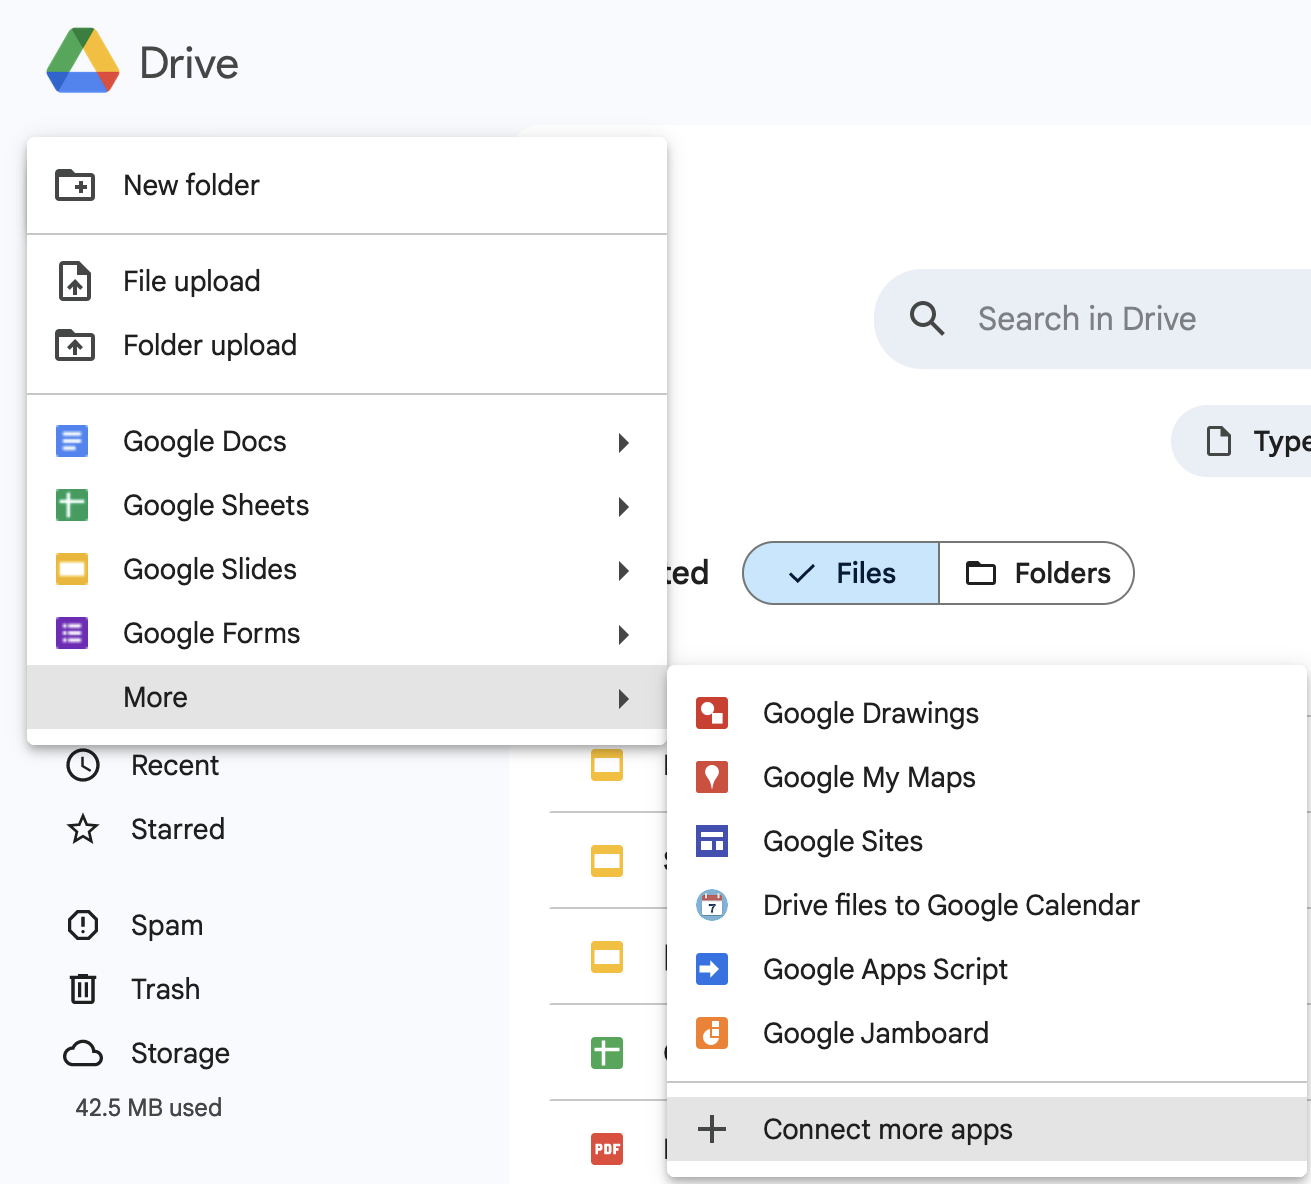 Drive
New folder
File upload
Folder upload
Google Docs
Google Sheets
Google Slides
Google Forms
More
Recent
Starred
Spam
Trash
Storage
42.5 MB used
Search in Drive
Type
Files
Folders
Google Drawings
Google My Maps
Google Sites
7
Drive files to Google Calendar
Google Apps Script
Google Jamboard
Connect more apps
PDF